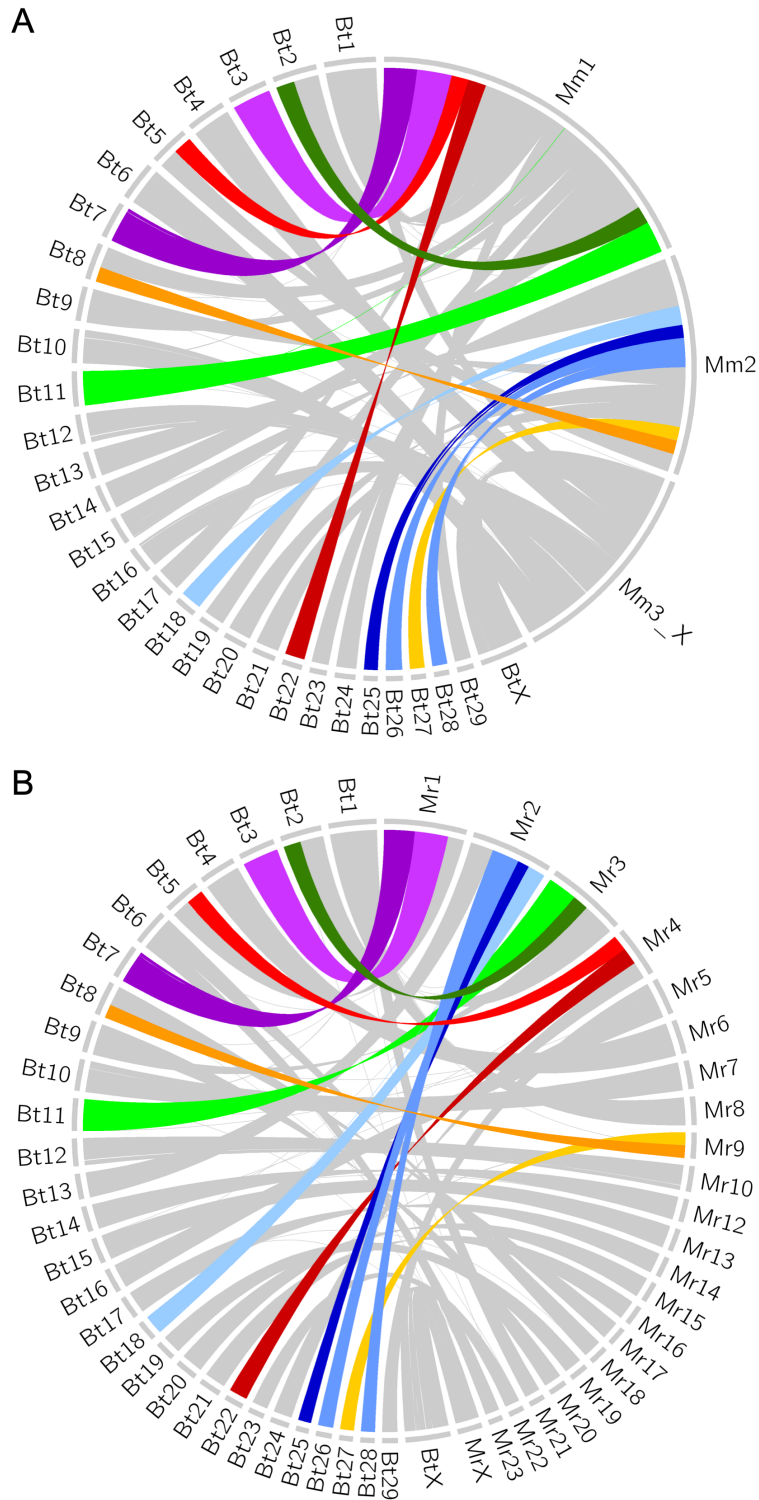 A
Bt1
Bt2
Bt3
Bt4
Bt5
Bt6
Bt7
Bt8
Bt9
Bt10
Bt11
Bt12
Bt13
Bt14
Bt15
Bt16
Bt17
Bt18
Bt19
Bt20
Bt21
Bt22
Bt23
Bt24
Bt25
Bt26
Bt27
Bt28
Bt29
BtX
Mm3_X
Mm2
Mm1
B
Bt1
Bt2
Bt3
Bt4
Bt5
Bt6
Bt7
Bt8
Bt9
Bt10
Bt11
Bt12
Bt13
Bt14
Bt15
Bt16
Bt17
Bt18
Bt19
Bt20
Bt21
Bt22
Bt23
Bt24
Bt25
Bt26
Bt27
Bt28
Bt29
BtX
MrX
Mr23
Mr22
Mr21
Mr20
Mr19
Mr18
Mr17
Mr16
Mr15
Mr14
Mr13
Mr12
Mr10
Mr9
Mr8
Mr7
Mr6
Mr5
Mr4
Mr3
Mr2
Mr1